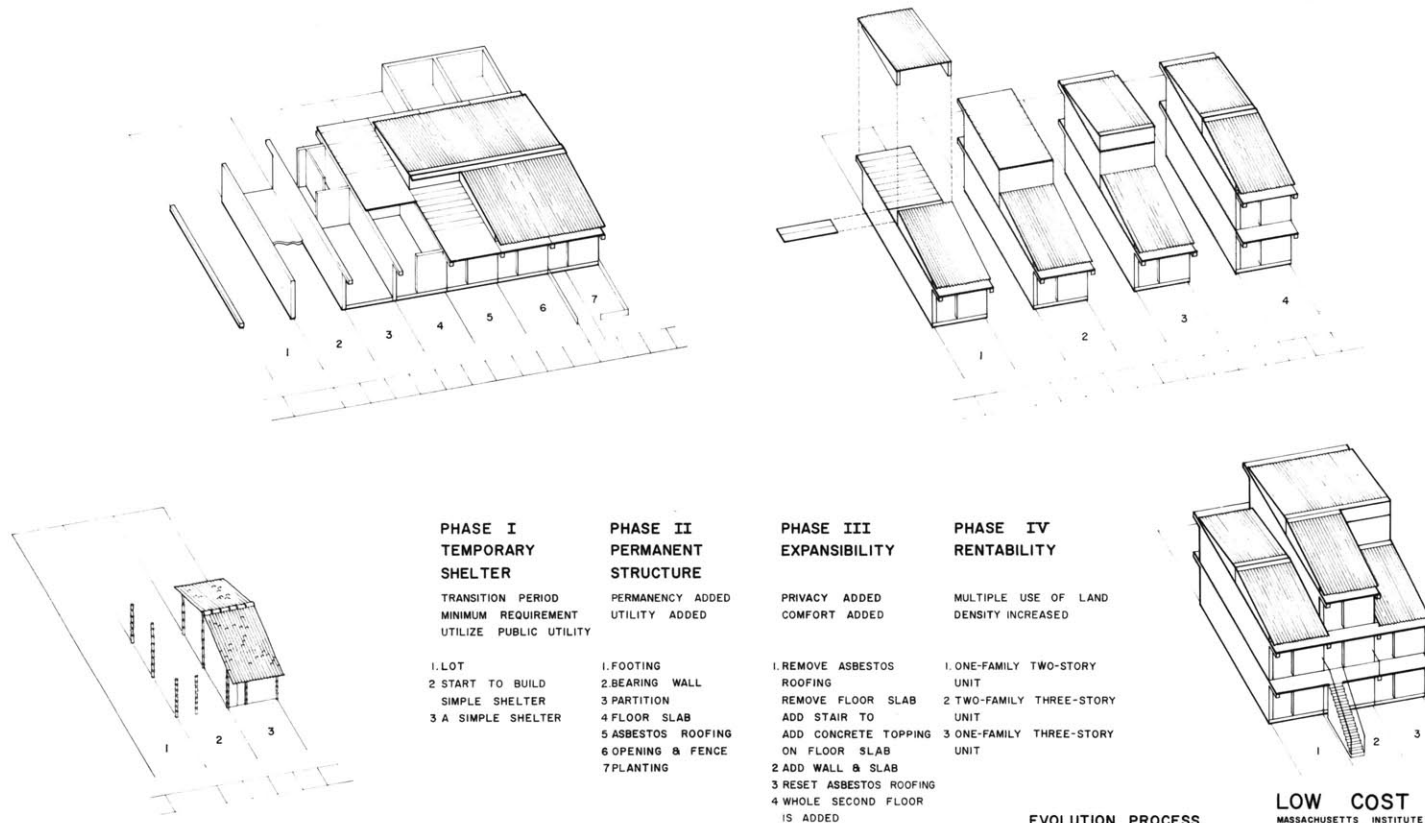 1 2 3 4 5 6 7
1 2 3 4
PHASE I
TEMPORARY
SHELTER
TRANSITION PERIOD
MINIMUM REQUIREMENT
UTILIZE PUBLIC UTILITY
1. LOT
2 START TO BUILD
SIMPLE SHELTER
3 A SIMPLE SHELTER
PHASE II
PERMANENT
STRUCTURE
PERMANENCY ADDED
UTILITY ADDED
1. FOOTING
2. BEARING WALL
3 PARTITION
4 FLOOR SLAB
5 ASBESTOS ROOFING
6 OPENING & FENCE
7 PLANTING
PHASE III
EXPANSIBILITY
PRIVACY ADDED
COMFORT ADDED
1. REMOVE ASBESTOS
ROOFING
REMOVE FLOOR SLAB
ADD STAIR TO
ADD CONCRETE TOPPING
ON FLOOR SLAB
2 ADD WALL & SLAB
3 RESET ASBESTOS ROOFING
4 WHOLE SECOND FLOOR
IS ADDED
PHASE IV
RENTABILITY
MULTIPLE USE OF LAND
DENSITY INCREASED
1. ONE-FAMILY TWO-STORY
UNIT
2 TWO-FAMILY THREE-STORY
UNIT
3 ONE-FAMILY THREE-STORY
UNIT
1 2 3
1 2 3
EVOLUTION PROCESS
LOW COST
MASSACHUSETTS INSTITUTE